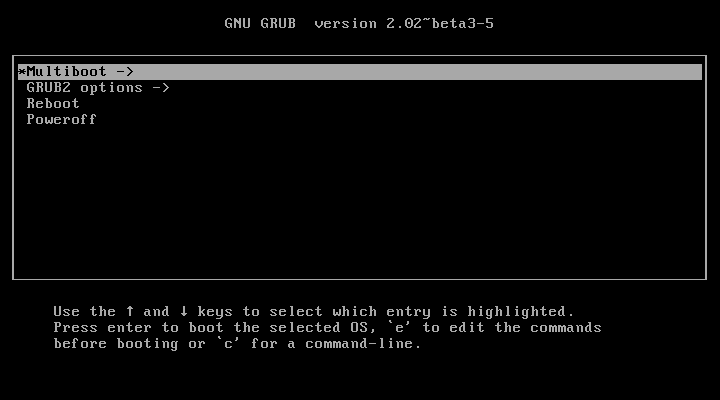 GNU GRUB  version 2.02~beta3-5
*Multiboot ->
GRUB2 options ->
Reboot
Poweroff
Use the ↑ and ↓ keys to select which entry is highlighted.
Press enter to boot the selected OS, `e' to edit the commands
before booting or `c' for a command-line.